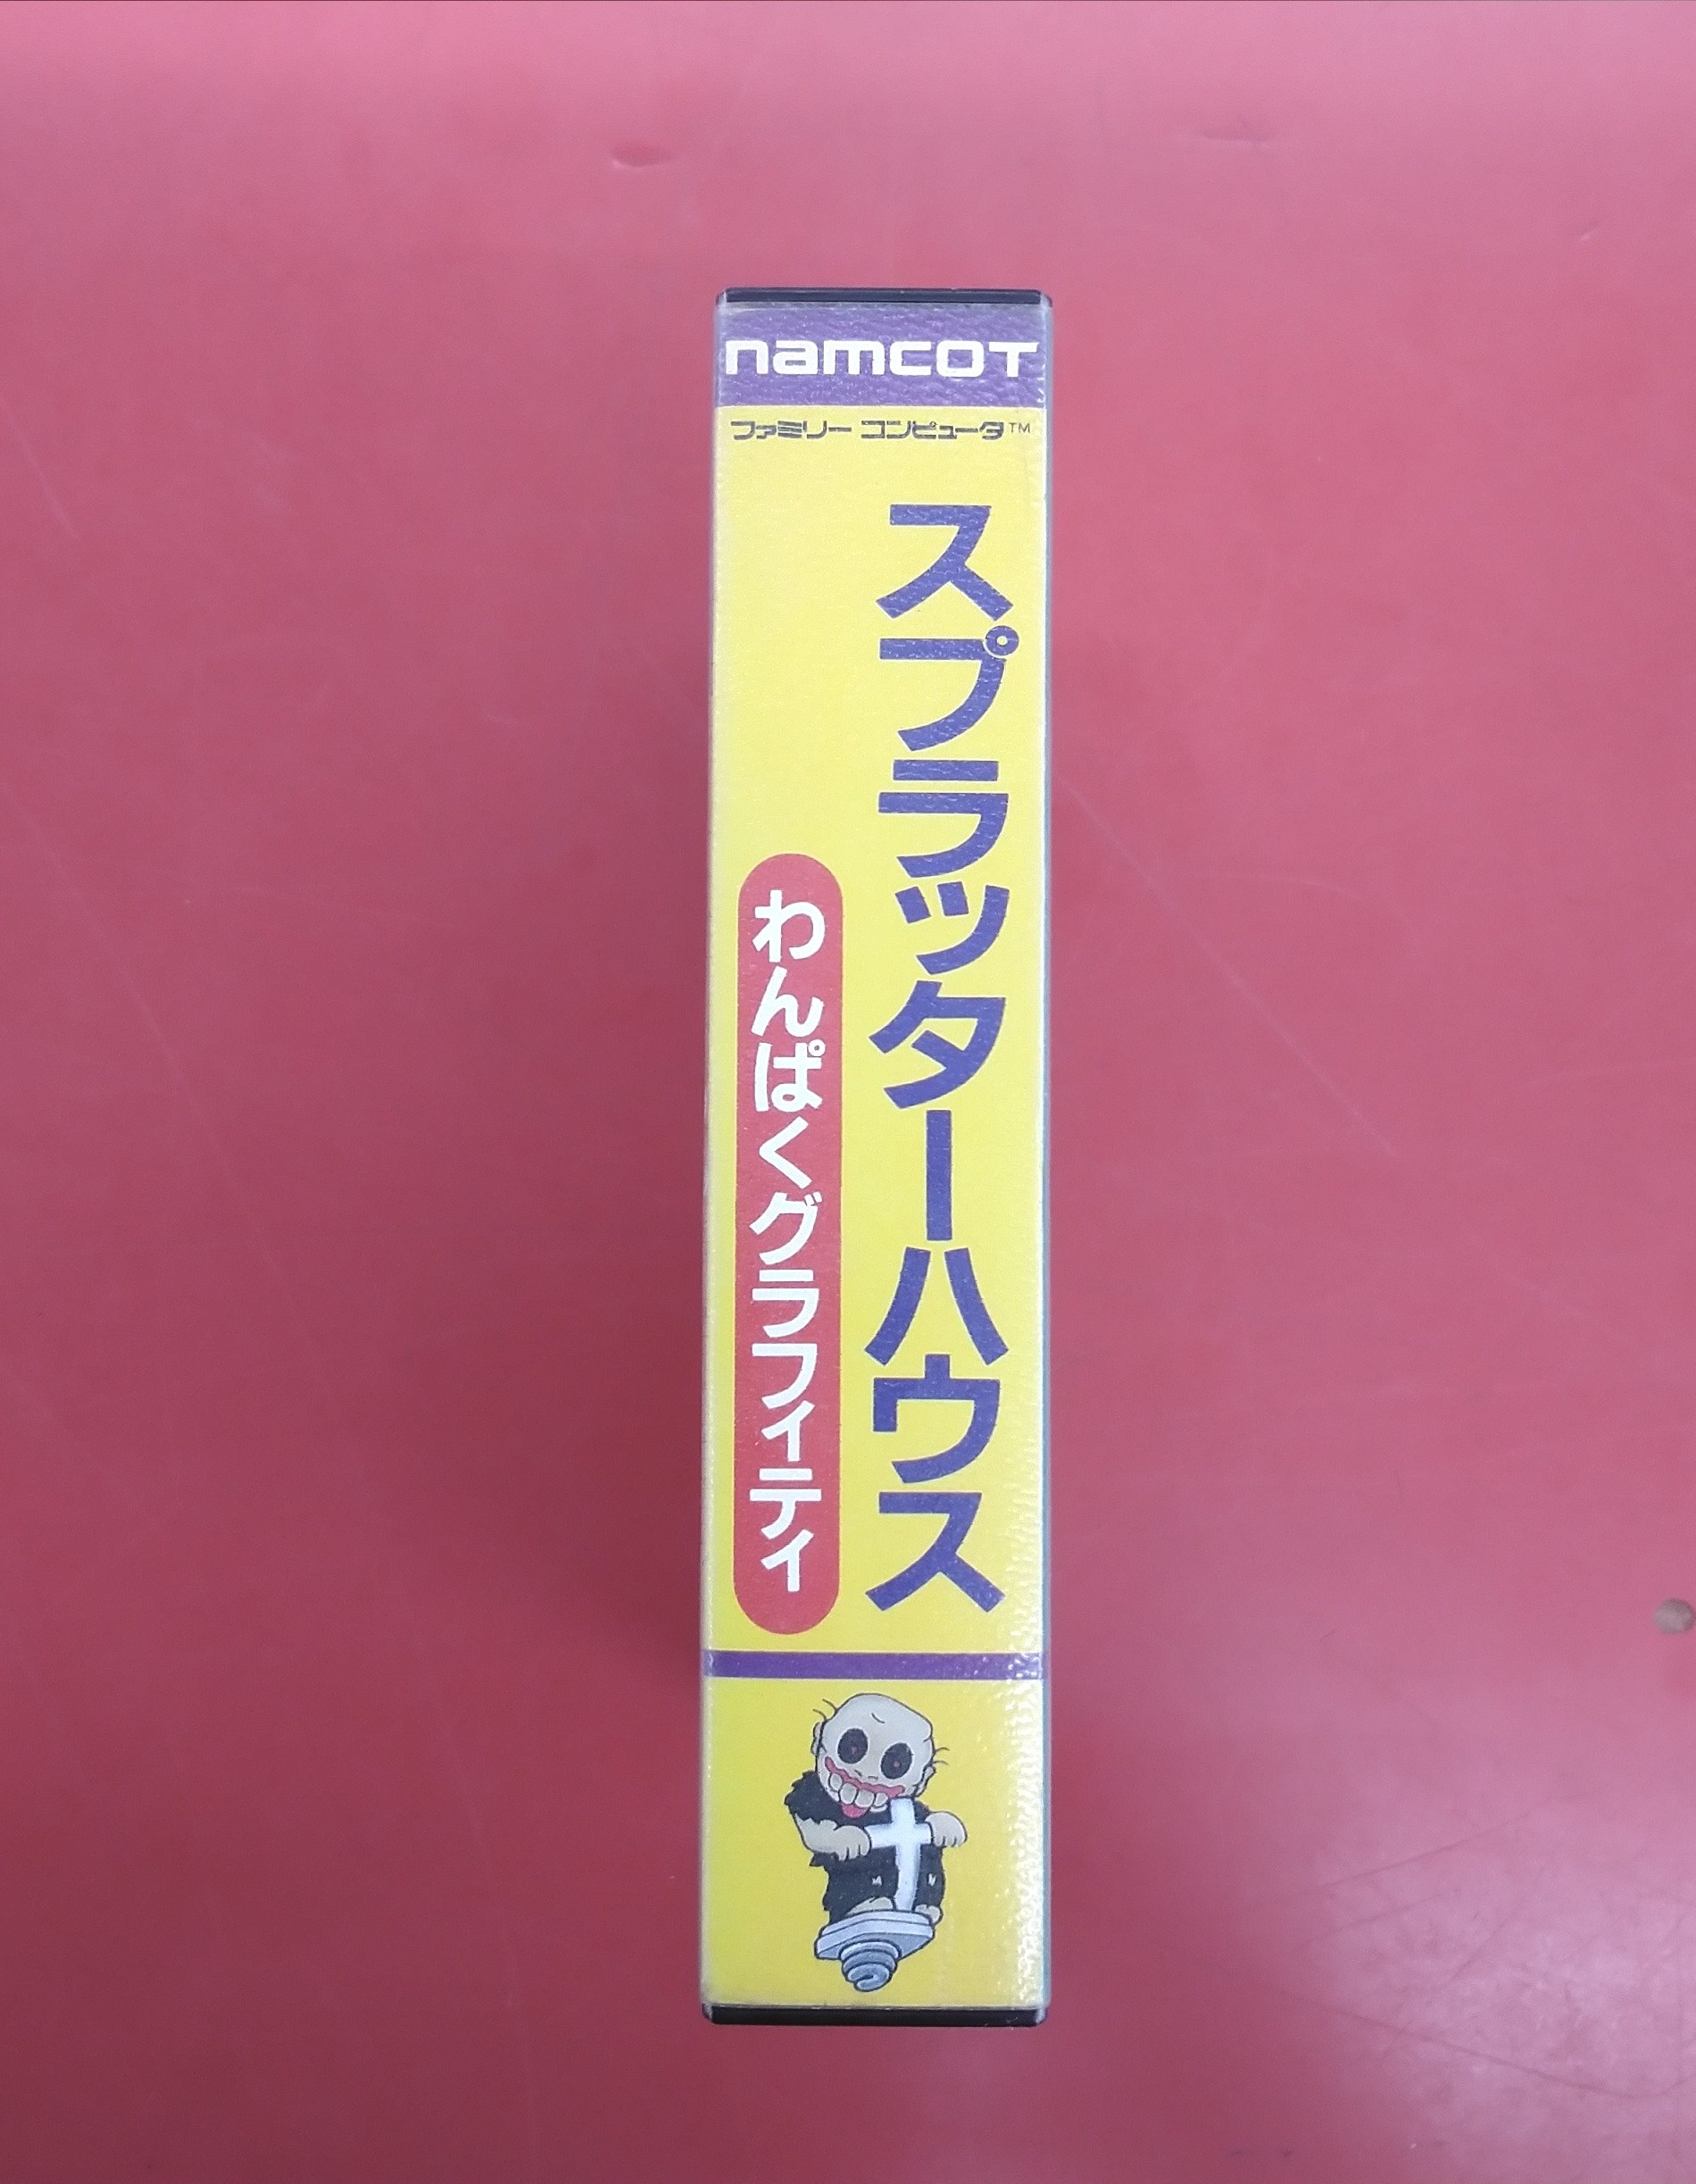 namcot
ファミリー コンピュータ™
スプラッターハウス
わんぱくグラフィティ